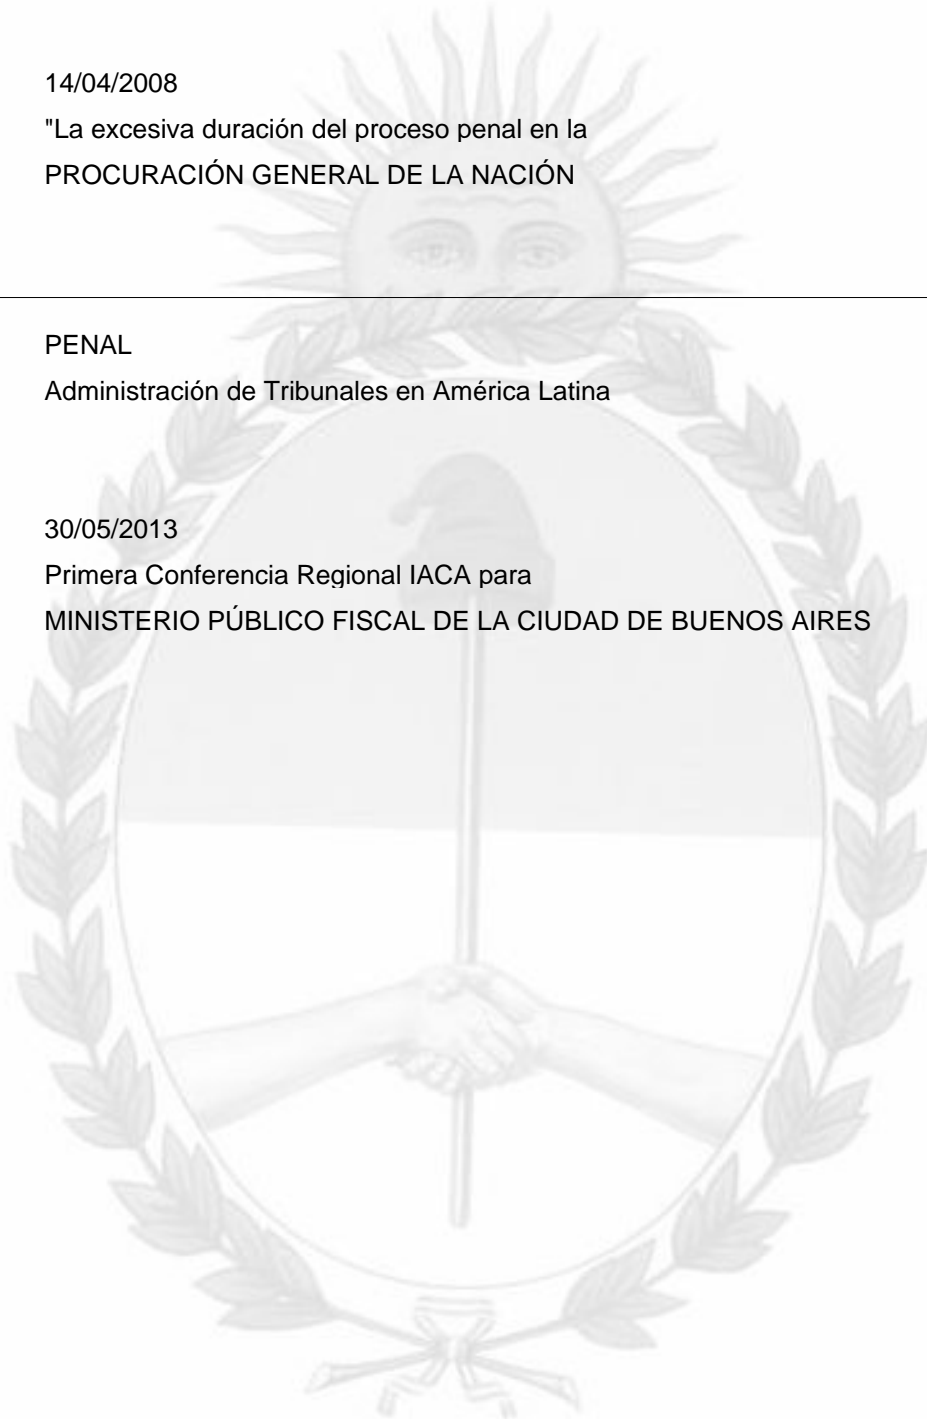 14/04/2008
"La excesiva duración del proceso penal en la
PROCURACIÓN GENERAL DE LA NACIÓN
PENAL
Administración de Tribunales en América Latina
30/05/2013
Primera Conferencia Regional IACA para
MINISTERIO PÚBLICO FISCAL DE LA CIUDAD DE BUENOS AIRES